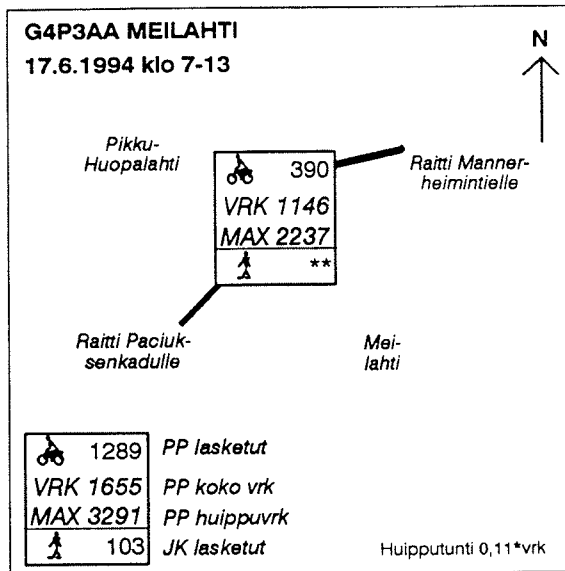 G4P3AA MEILAHTI
17.6.1994 klo 7-13
N
Pikku-
Huopalahti
390
VRK 1146
MAX 2237
**
Raitti Manner-
heimintielle
Raitti Paciuk-
senkadulle
Mei-
lahti
1289 PP lasketut
VRK 1655 PP koko vrk
MAX 3291 PP huippuvrk
103 JK lasketut
Huipputunti 0,11*vrk